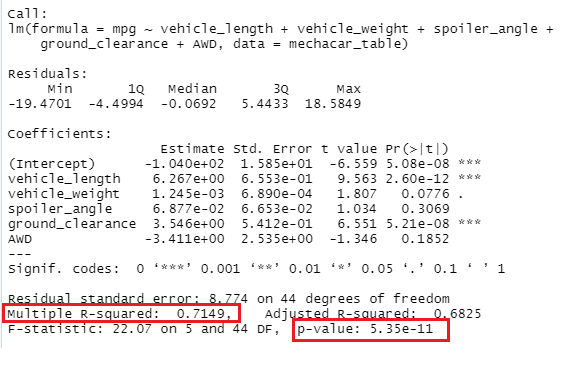 Call:
lm(formula = mpg ~ vehicle_length + vehicle_weight + spoiler_angle +
    ground_clearance + AWD, data = mechacar_table)

Residuals:
     Min       1Q   Median       3Q      Max
-19.4701  -4.4994  -0.0692   5.4433  18.5849

Coefficients:
                   Estimate Std. Error t value Pr(>|t|)
(Intercept)      -1.040e+02  1.585e+01  -6.559 5.08e-08 ***
vehicle_length    6.267e+00  6.553e-01   9.563 2.60e-12 ***
vehicle_weight    1.245e-03  6.890e-04   1.807   0.0776 .
spoiler_angle     6.877e-02  6.653e-02   1.034   0.3069
ground_clearance  3.546e+00  5.412e-01   6.551 5.21e-08 ***
AWD              -3.411e+00  2.535e+00  -1.346   0.1852
---
Signif. codes:  0 ‘***’ 0.001 ‘**’ 0.01 ‘*’ 0.05 ‘.’ 0.1 ‘ ’ 1

Residual standard error: 8.774 on 44 degrees of freedom
Multiple R-squared:  0.7149,    Adjusted R-squared:  0.6825
F-statistic: 22.07 on 5 and 44 DF,  p-value: 5.35e-11